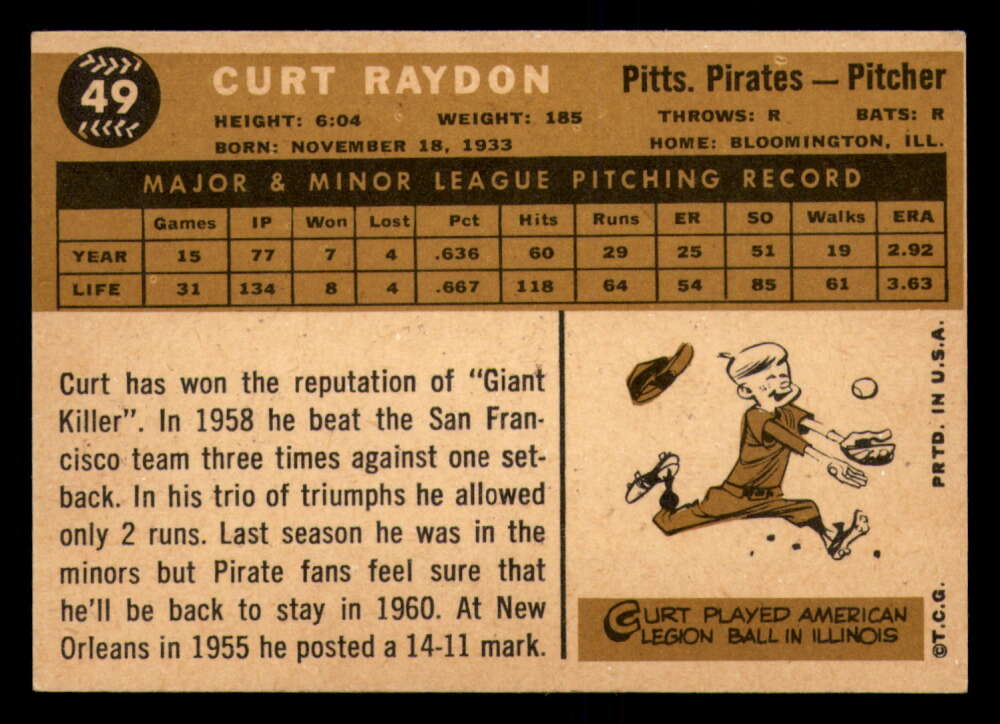 49
CURT RAYDON
Pitts. Pirates — Pitcher
HEIGHT: 6:04 WEIGHT: 185 THROWS: R BATS: R
BORN: NOVEMBER 18, 1933 HOME: BLOOMINGTON, ILL.
MAJOR & MINOR LEAGUE PITCHING RECORD
Games IP Won Lost Pct Hits Runs ER SO Walks ERA
YEAR 15 77 7 4 .636 60 29 25 51 19 2.92
LIFE 31 134 8 4 .667 118 64 54 85 61 3.63
Curt has won the reputation of "Giant
Killer". In 1958 he beat the San Fran-
cisco team three times against one set-
back. In his trio of triumphs he allowed
only 2 runs. Last season he was in the
minors but Pirate fans feel sure that
he'll be back to stay in 1960. At New
Orleans in 1955 he posted a 14-11 mark.
CURT PLAYED AMERICAN
LEGION BALL IN ILLINOIS
©T.C.G. PRTD. IN U.S.A.